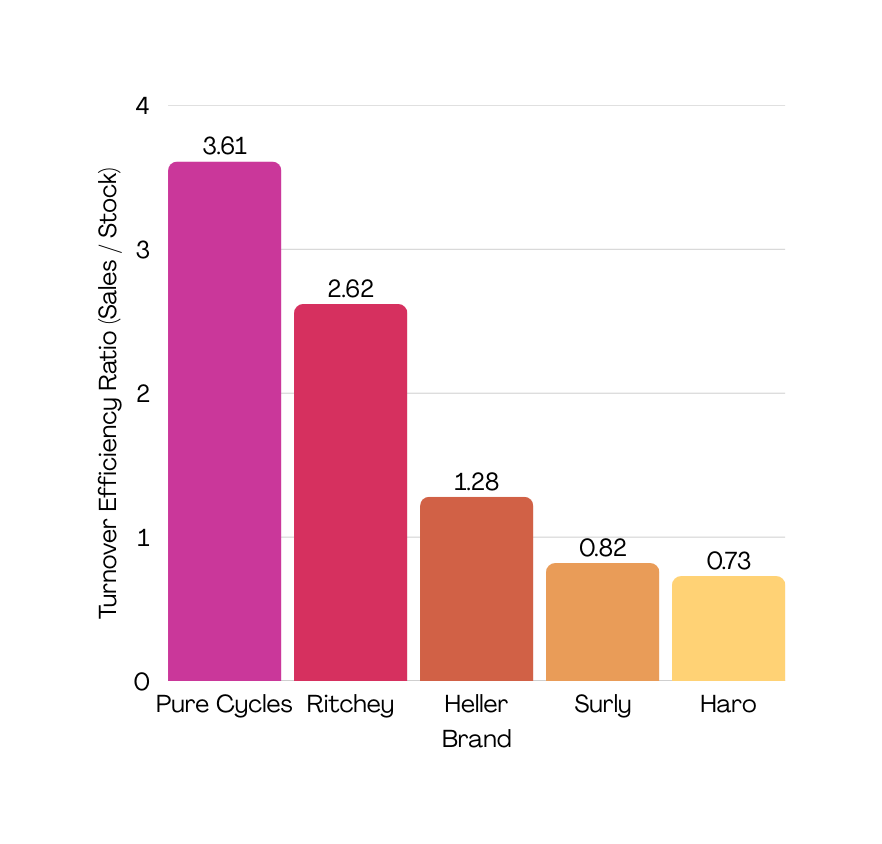 Turnover Efficiency Ratio (Sales / Stock)
4
3
2
1
0
3.61
2.62
1.28
0.82
0.73
Pure Cycles
Ritchey
Heller
Surly
Haro
Brand